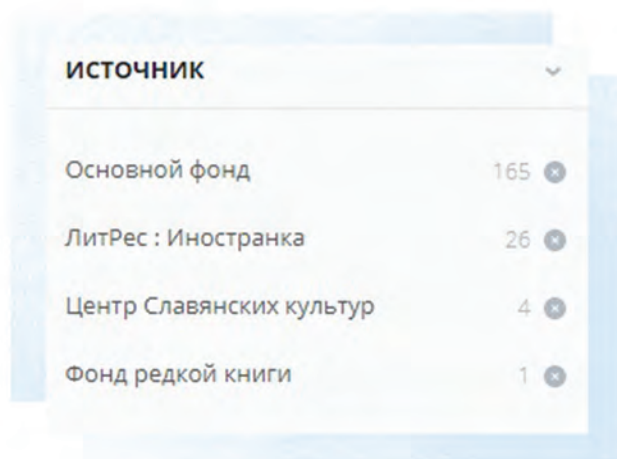 ИСТОЧНИК
Основной фонд 165
ЛитРес : Иностранка 26
Центр Славянских культур 4
Фонд редкой книги 1